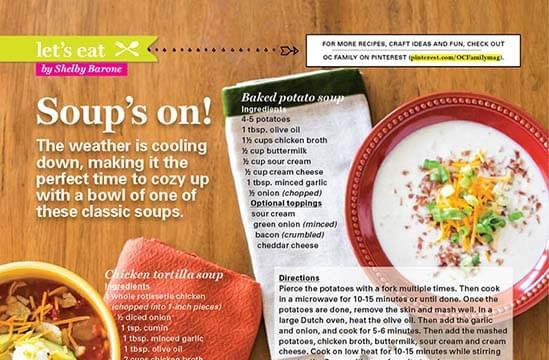 let's eat
by Shelby Barone
FOR MORE RECIPES, CRAFT IDEAS AND FUN, CHECK OUT
OC FAMILY ON PINTEREST (pinterest.com/OCFamilymag).
Soup's on!
The weather is cooling
down, making it the
perfect time to cozy up
with a bowl of one of
these classic soups.
Baked potato soup
Ingredients
4-5 potatoes
1 tbsp. olive oil
1½ cups chicken broth
½ cup buttermilk
½ cup sour cream
½ cup cream cheese
1 tbsp. minced garlic
½ onion (chopped)
Optional toppings
sour cream
green onion (minced)
bacon (crumbled)
cheddar cheese
Directions
Pierce the potatoes with a fork multiple times. Then cook
in a microwave for 10-15 minutes or until done. Once the
potatoes are done, remove the skin and mash well. In a
large Dutch oven, heat the olive oil. Then add the garlic
and onion, and cook for 5-6 minutes. Then add the mashed
potatoes, chicken broth, buttermilk, sour cream and cream
cheese. Cook on low heat for 10-15 minutes while stirring
Chicken tortilla soup
Ingredients
1 whole rotisserie chicken
(chopped into 1-inch pieces)
½ diced onion
1 tsp. cumin
1 tbsp. minced garlic
1 tbsp. olive oil
2 cups chicken broth